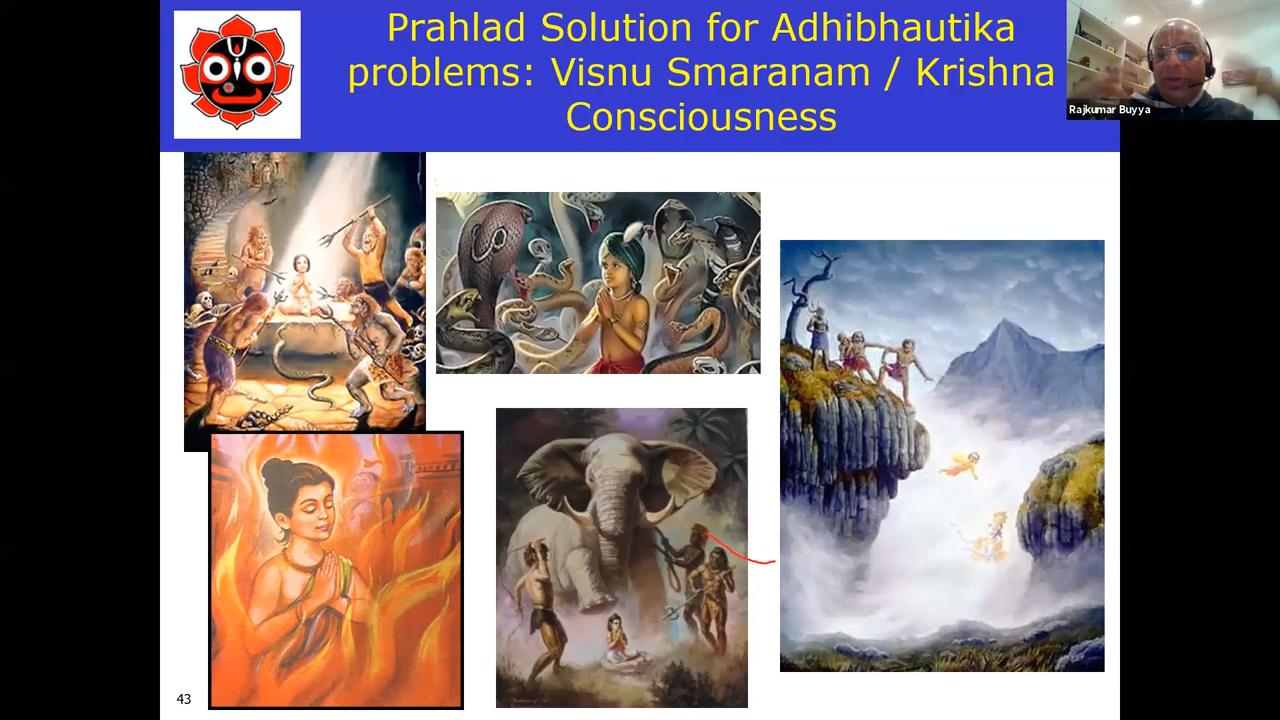 Prahlad Solution for Adhibhautika
problems: Visnu Smaranam / Krishna
Consciousness
Rajkumar Buyya
43